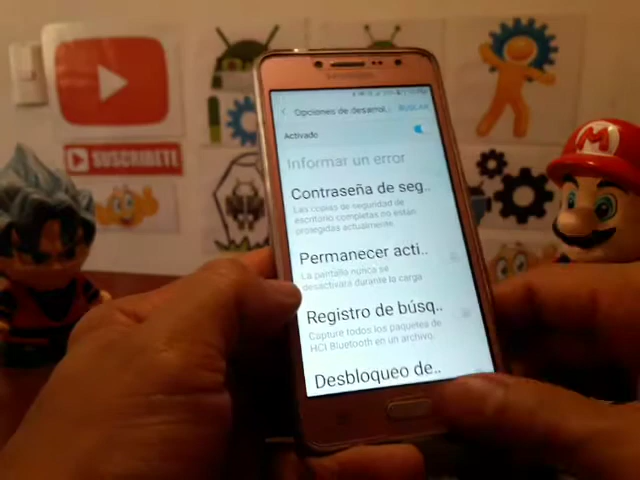 SAMSUNG
Opciones de desarrol.. BUSCAR
Activado
Informar un error
Contraseña de seg..
Las copias de seguridad de
escritorio completas no están
protegidas actualmente.
Permanecer acti..
La pantalla nunca se
desactivará durante la carga
Registro de búsq..
Capture todos los paquetes de
HCI Bluetooth en un archivo.
Desbloqueo de..
SUSCRIBETE
M